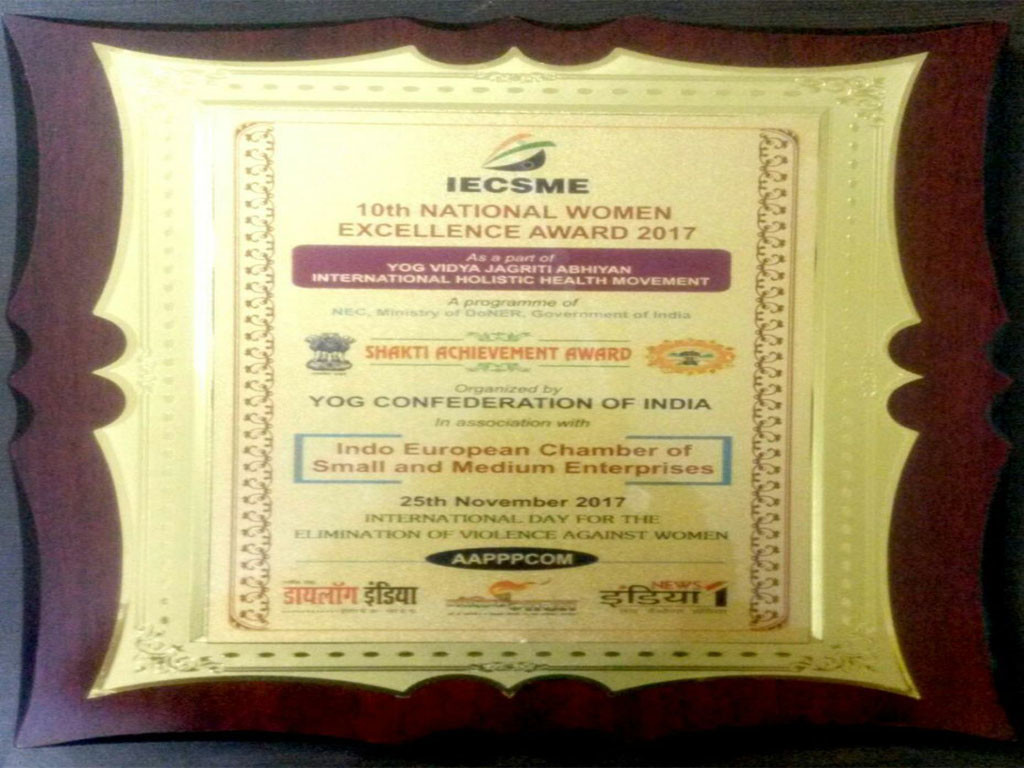 IECSME
10th NATIONAL WOMEN
EXCELLENCE AWARD 2017
As a part of
YOG VIDYA JAGRITI ABHIYAN
INTERNATIONAL HOLISTIC HEALTH MOVEMENT
A programme of
NEC, Ministry of DoNER, Government of India
SHAKTI ACHIEVEMENT AWARD
Organized by
YOG CONFEDERATION OF INDIA
In association with
Indo European Chamber of
Small and Medium Enterprises
25th November 2017
INTERNATIONAL DAY FOR THE
ELIMINATION OF VIOLENCE AGAINST WOMEN
AAPPPCOM
डायलॉग इंडिया
NEWS
इंडिया 1